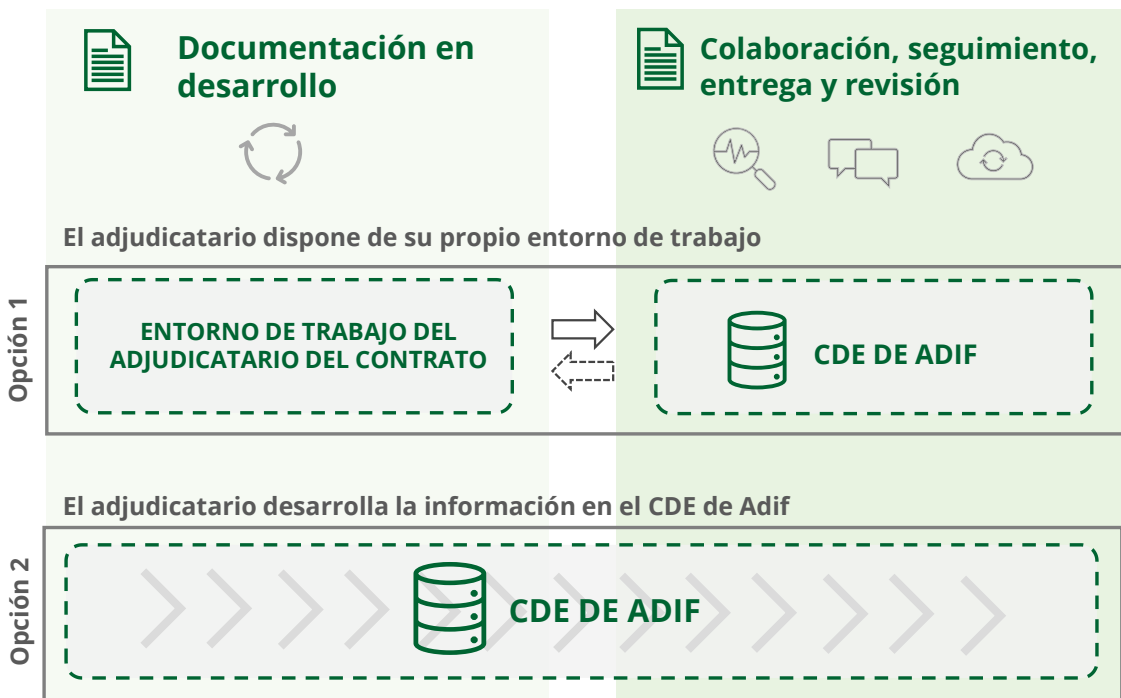 Documentación en
desarrollo
Colaboración, seguimiento,
entrega y revisión
El adjudicatario dispone de su propio entorno de trabajo
Opción 1
ENTORNO DE TRABAJO DEL
ADJUDICATARIO DEL CONTRATO
CDE DE ADIF
El adjudicatario desarrolla la información en el CDE de Adif
Opción 2
CDE DE ADIF